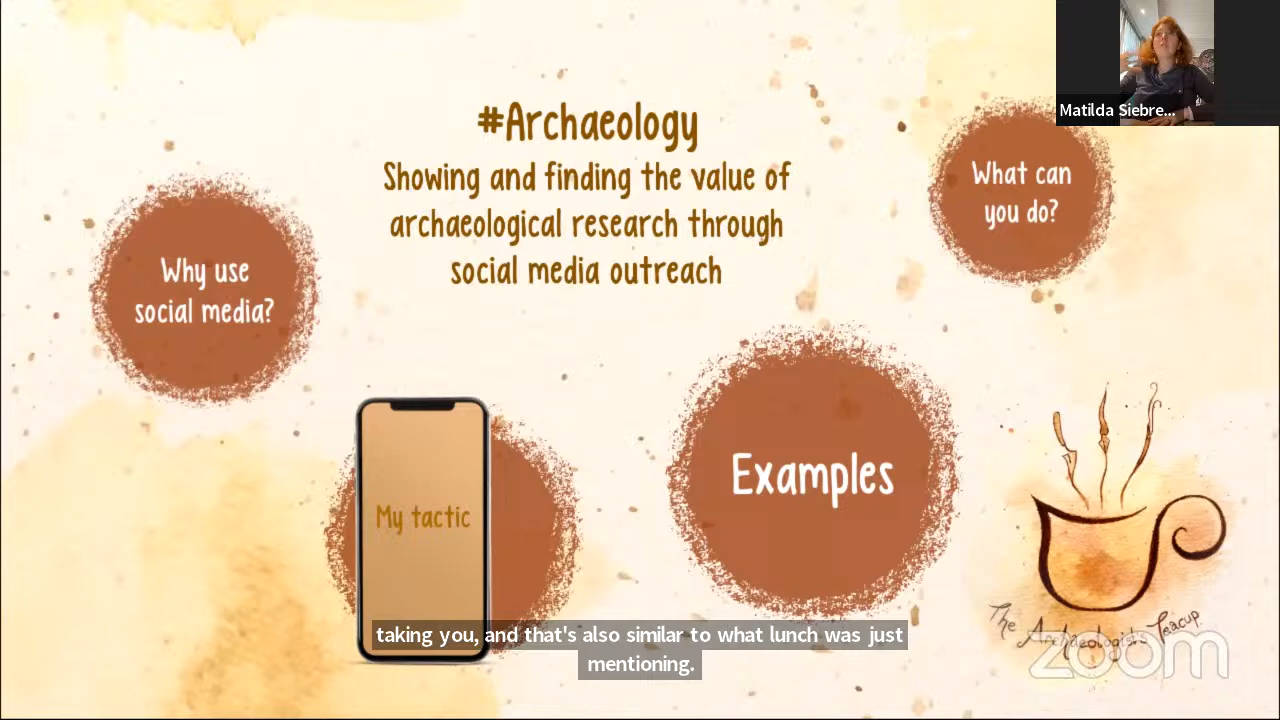 Matilda Siebre...
#Archaeology
Showing and finding the value of
archaeological research through
social media outreach
What can
you do?
Why use
social media?
My tactic
Examples
The Archaeologist's Teacup
taking you, and that's also similar to what lunch was just
mentioning.
zoom